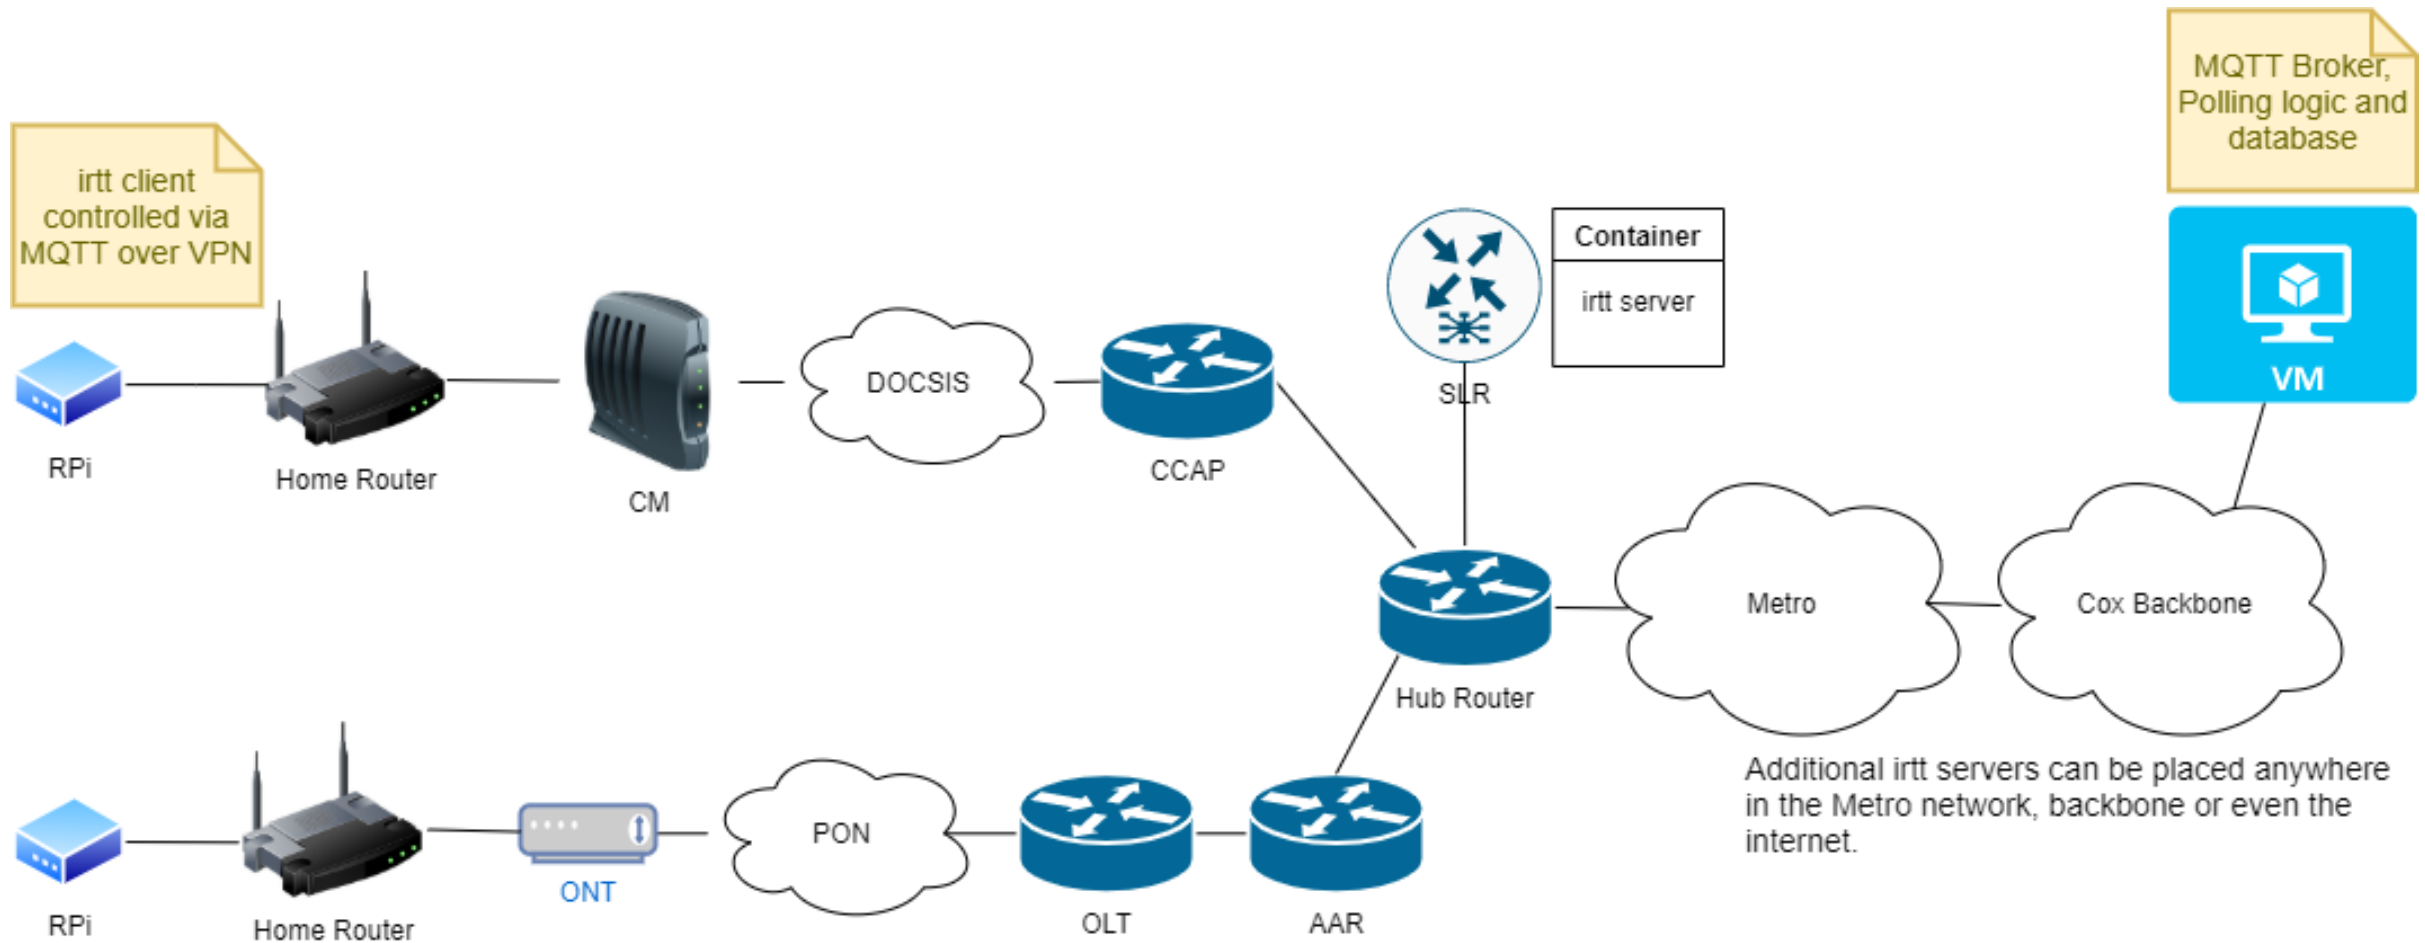 MQTT Broker,
Polling logic and
database
irtt client
controlled via
MQTT over VPN
Container
irtt server
VM
DOCSIS
SLR
RPi
Home Router
CM
CCAP
Metro
Cox Backbone
Hub Router
Additional irtt servers can be placed anywhere
in the Metro network, backbone or even the
internet.
PON
ONT
RPi
Home Router
OLT
AAR